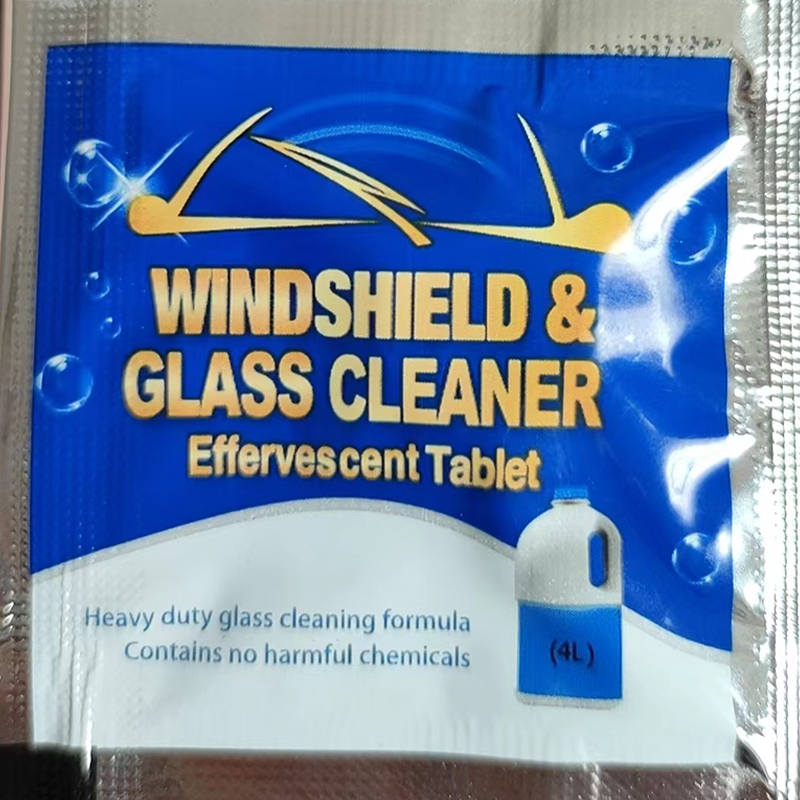 WINDSHIELD &
GLASS CLEANER
Effervescent Tablet
Heavy duty glass cleaning formula
Contains no harmful chemicals
(4L)